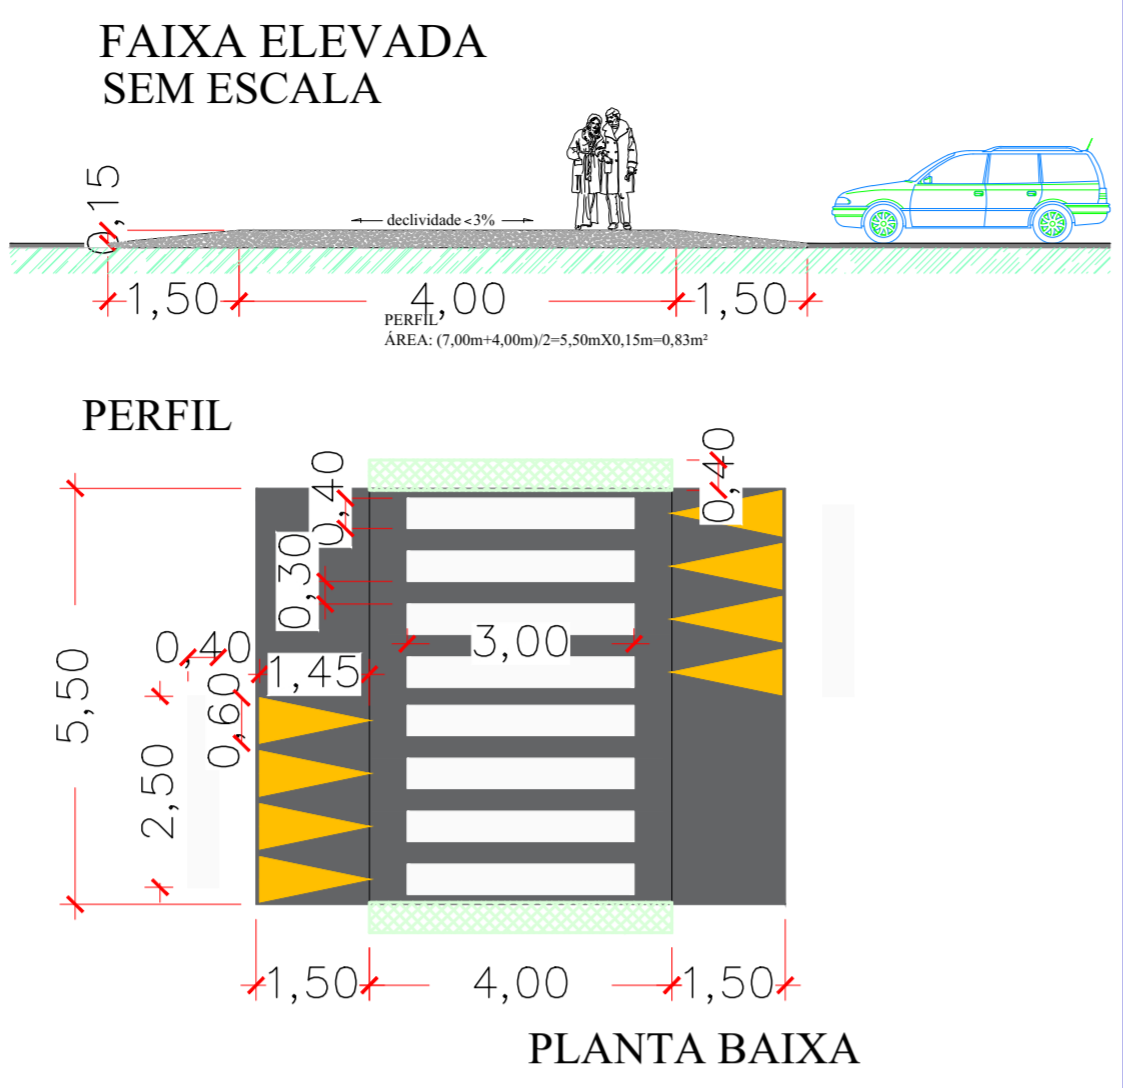 FAIXA ELEVADA
SEM ESCALA
0,15
declividade<3%
1,50
4,00
1,50
PERFIL
ÁREA: (7,00m+4,00m)/2=5,50mX0,15m=0,83m²
PERFIL
0,40
0,40
0,30
3,00
0,40
1,45
0,60
5,50
2,50
1,50
4,00
1,50
PLANTA BAIXA